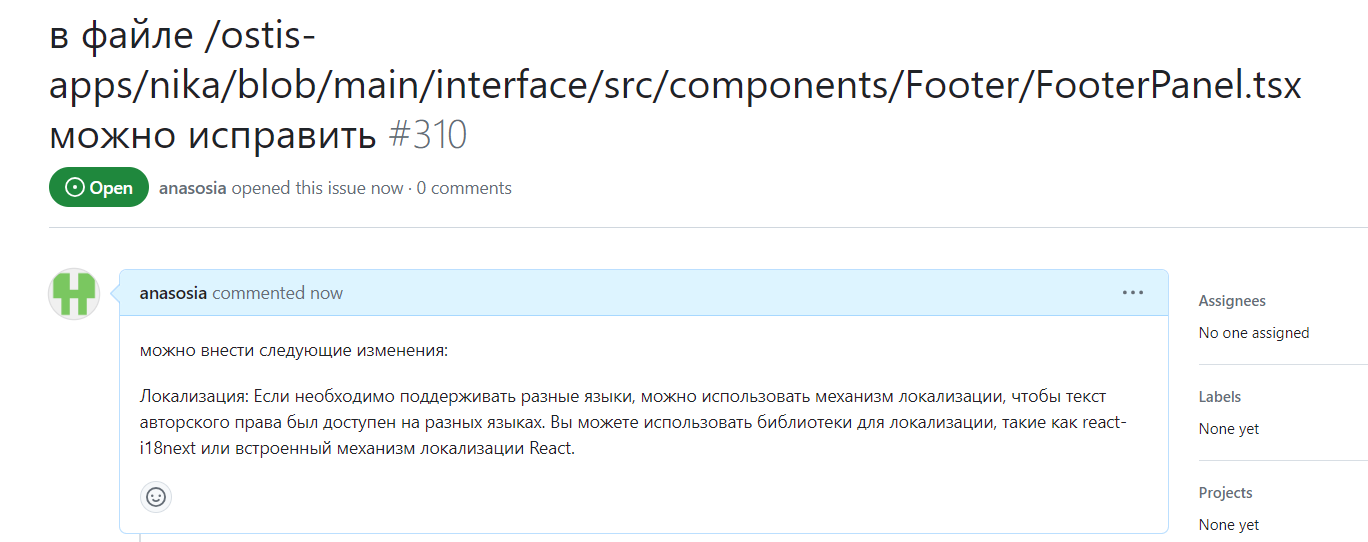 в файле /ostis-
apps/nika/blob/main/interface/src/components/Footer/FooterPanel.tsx
можно исправить #310
Open anasosia opened this issue now · 0 comments
anasosia commented now
можно внести следующие изменения:
Локализация: Если необходимо поддерживать разные языки, можно использовать механизм локализации, чтобы текст
авторского права был доступен на разных языках. Вы можете использовать библиотеки для локализации, такие как react-
i18next или встроенный механизм локализации React.
Assignees
No one assigned
Labels
None yet
Projects
None yet